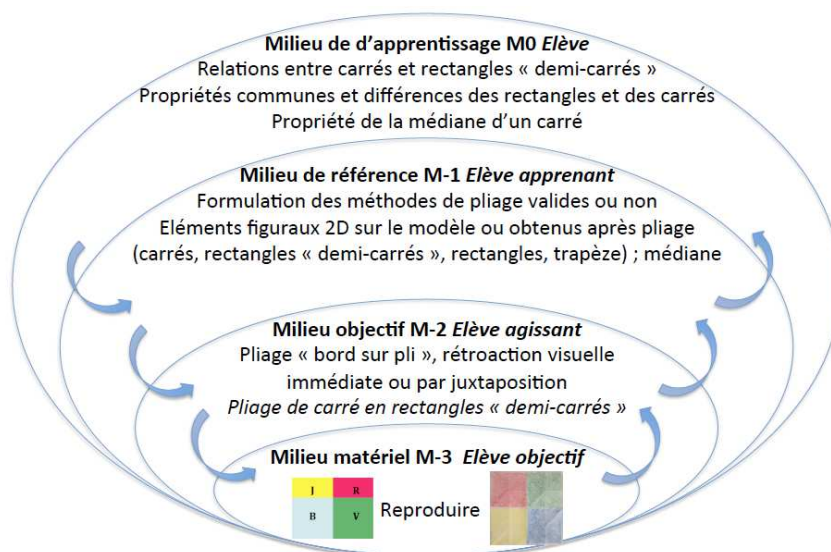 Milieu de d’apprentissage M0 Elève
Relations entre carrés et rectangles « demi-carrés »
Propriétés communes et différences des rectangles et des carrés
Propriété de la médiane d’un carré
Milieu de référence M-1 Elève apprenant
Formulation des méthodes de pliage valides ou non
Eléments figuraux 2D sur le modèle ou obtenus après pliage
(carrés, rectangles « demi-carrés », rectangles, trapèze) ; médiane
Milieu objectif M-2 Elève agissant
Pliage « bord sur pli », rétroaction visuelle
immédiate ou par juxtaposition
Pliage de carré en rectangles « demi-carrés »
Milieu matériel M-3 Elève objectif
J R
B V
Reproduire